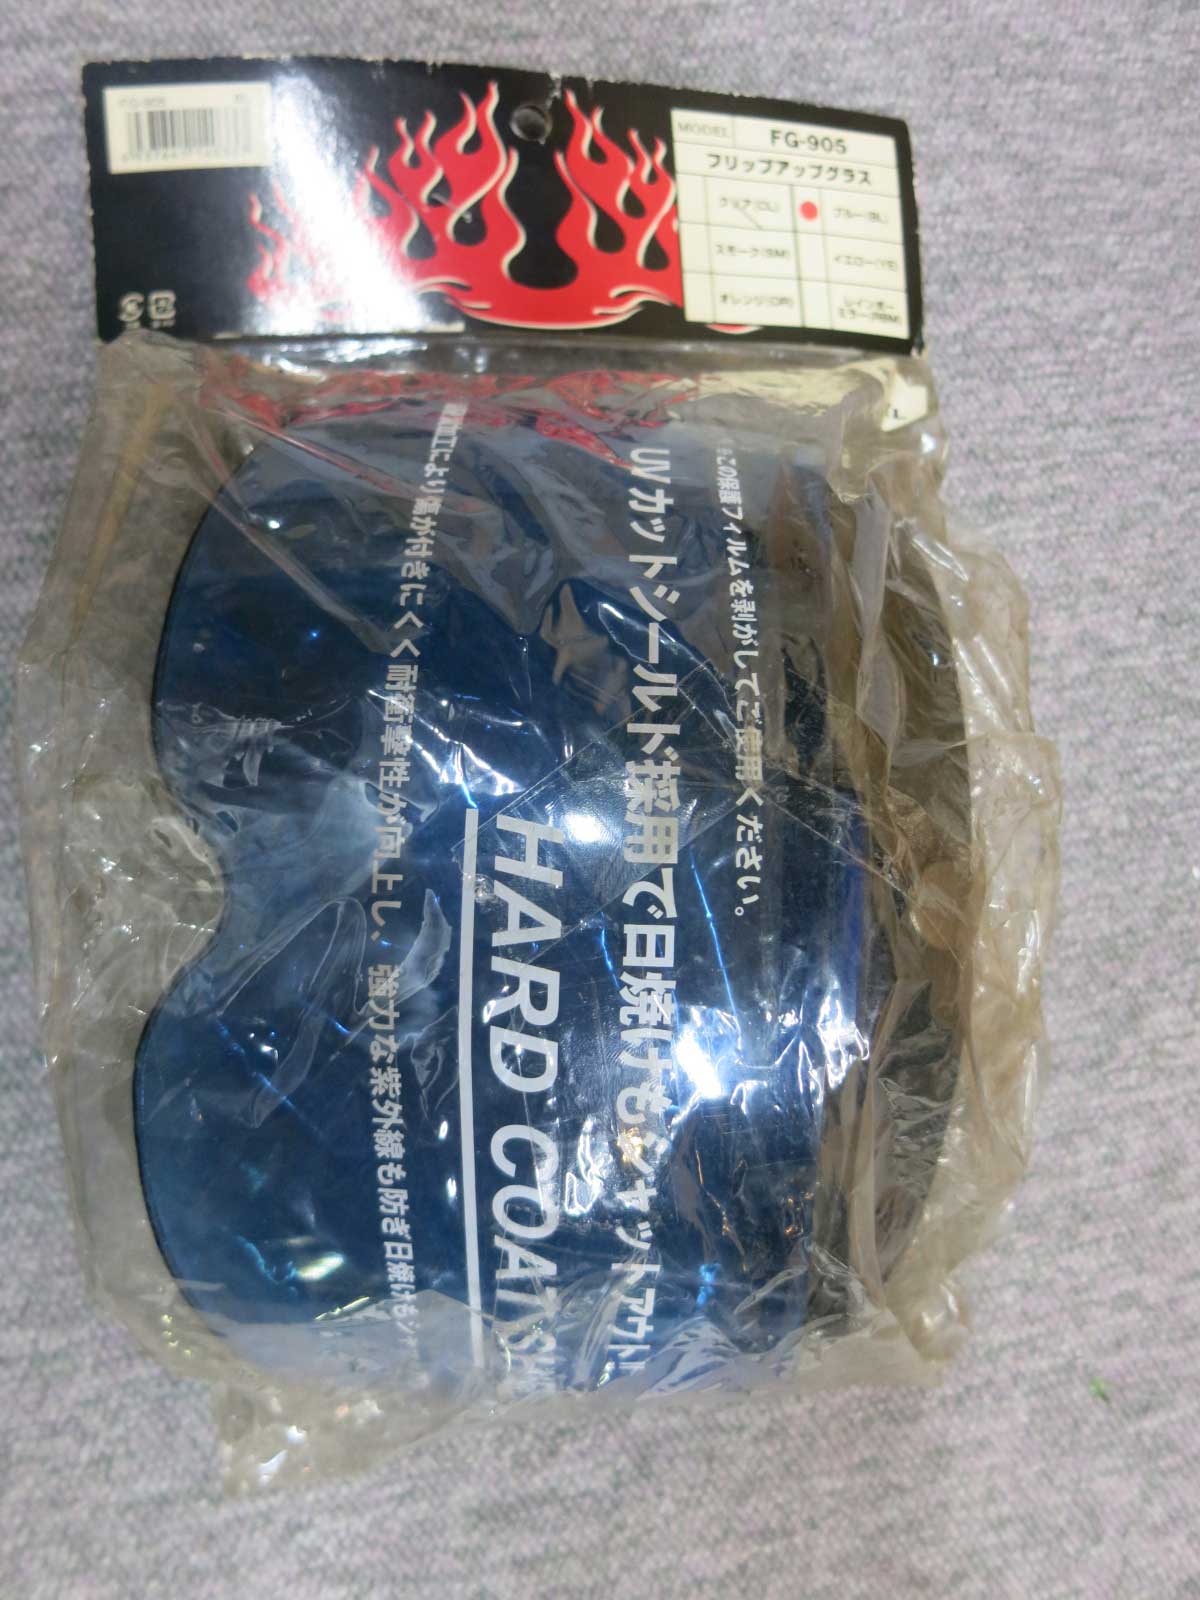 FG-905 BL
MODEL FG-905
フリップアップグラス
クリア(CL) ブルー(BL)
スモーク(SM) イエロー(YE)
オレンジ(OR) レインボー
ミラー(RBM)
この保護フィルムを剥がしてご使用ください。
UVカットシールド採用で日焼けもシャットアウト
HARD COAT
により傷が付きにくく耐衝撃性が向上し、強力な紫外線も防ぎ日焼けも